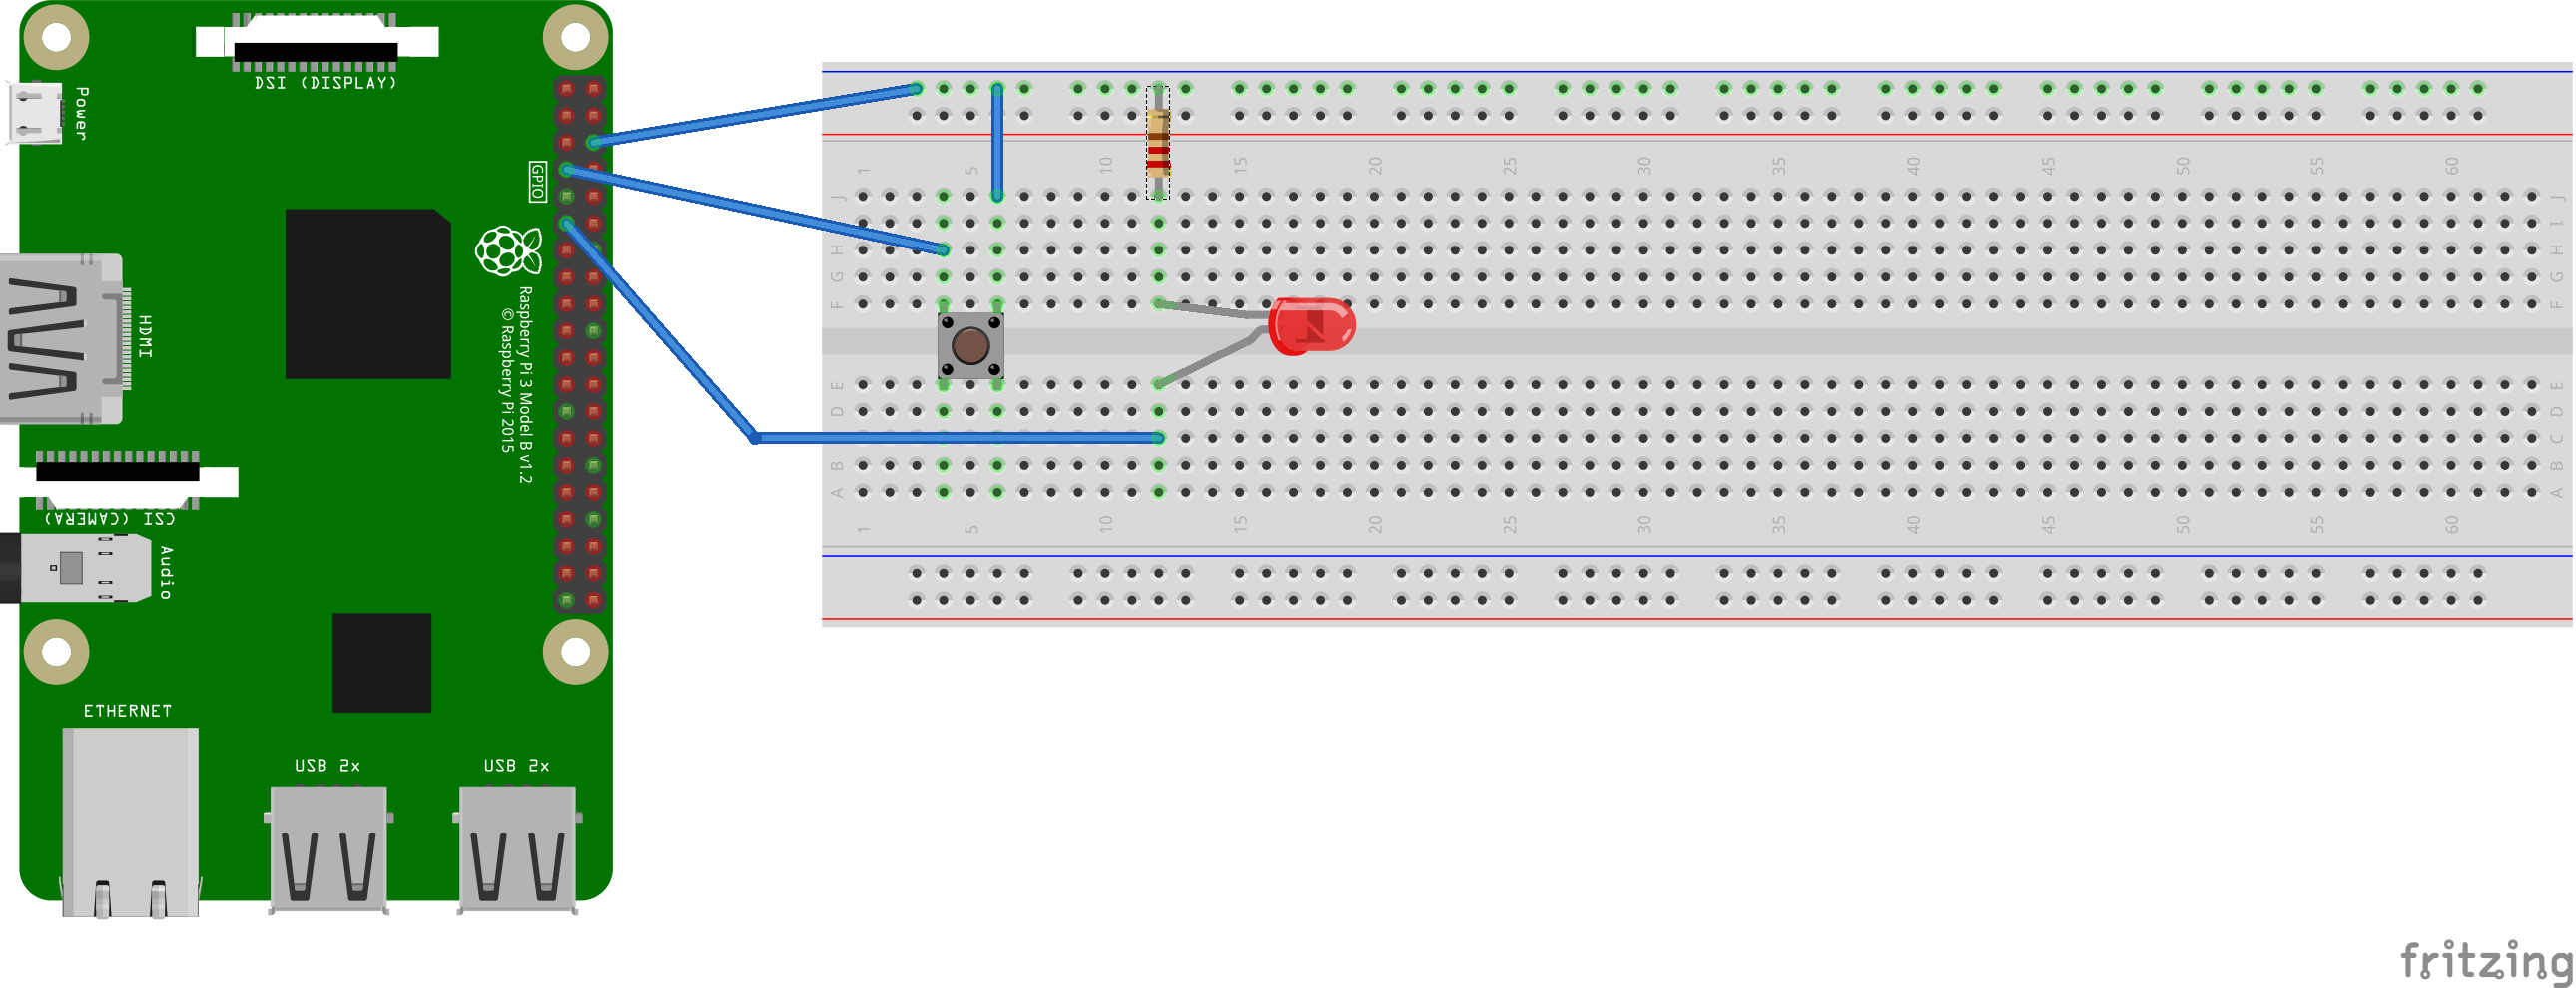 DSI (DISPLAY)
Power
GPIO
HDMI
Raspberry Pi 3 Model B v1.2
© Raspberry Pi 2015
CSI (CAMERA)
Audio
ETHERNET
USB 2x
USB 2x
1 5 10 15 20 25 30 35 40 45 50 55 60
J J
I I
H H
G G
F F
E E
D D
C
B B
A A
1 5 10 15 20 25 30 35 40 45 50 55 60
fritzing